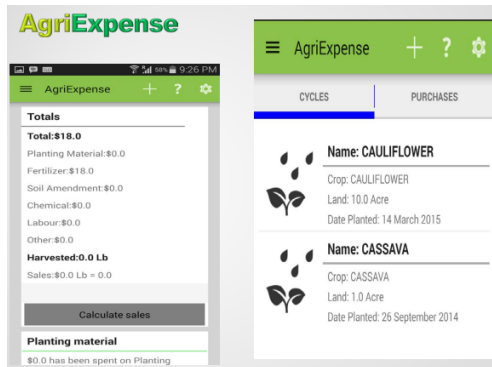 AgriExpense
9:26 PM
AgriExpense
Totals
Total:$18.0
Planting Material:$0.0
Fertilizer:$18.0
Soil Amendment:$0.0
Chemical:$0.0
Labour:$0.0
Other:$0.0
Harvested:0.0 Lb
Sales:$0.0 Lb = 0.0
Calculate sales
Planting material
$0.0 has been spent on Planting
AgriExpense
CYCLES PURCHASES
Name: CAULIFLOWER
Crop: CAULIFLOWER
Land: 10.0 Acre
Date Planted: 14 March 2015
Name: CASSAVA
Crop: CASSAVA
Land: 1.0 Acre
Date Planted: 26 September 2014